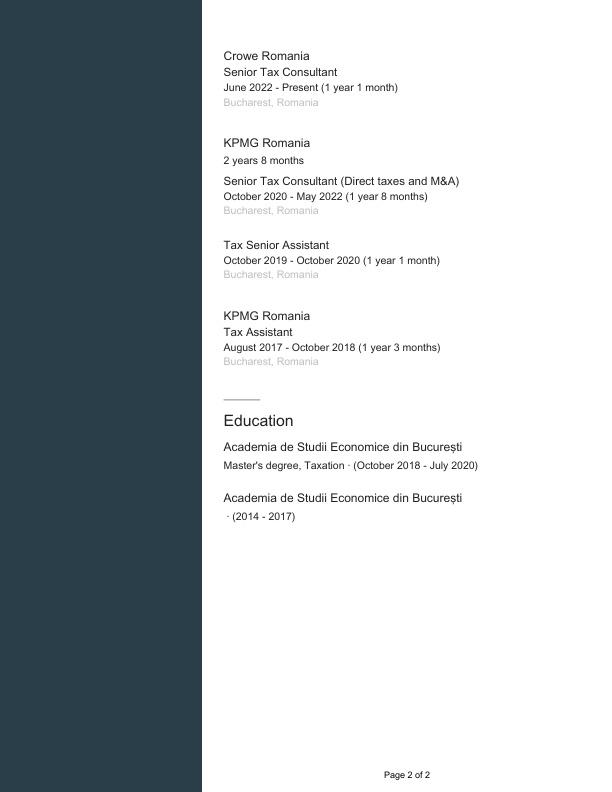 Crowe Romania
Senior Tax Consultant
June 2022 - Present (1 year 1 month)
Bucharest, Romania
KPMG Romania
2 years 8 months
Senior Tax Consultant (Direct taxes and M&A)
October 2020 - May 2022 (1 year 8 months)
Bucharest, Romania
Tax Senior Assistant
October 2019 - October 2020 (1 year 1 month)
Bucharest, Romania
KPMG Romania
Tax Assistant
August 2017 - October 2018 (1 year 3 months)
Bucharest, Romania
Education
Academia de Studii Economice din București
Master's degree, Taxation · (October 2018 - July 2020)
Academia de Studii Economice din București
· (2014 - 2017)
Page 2 of 2